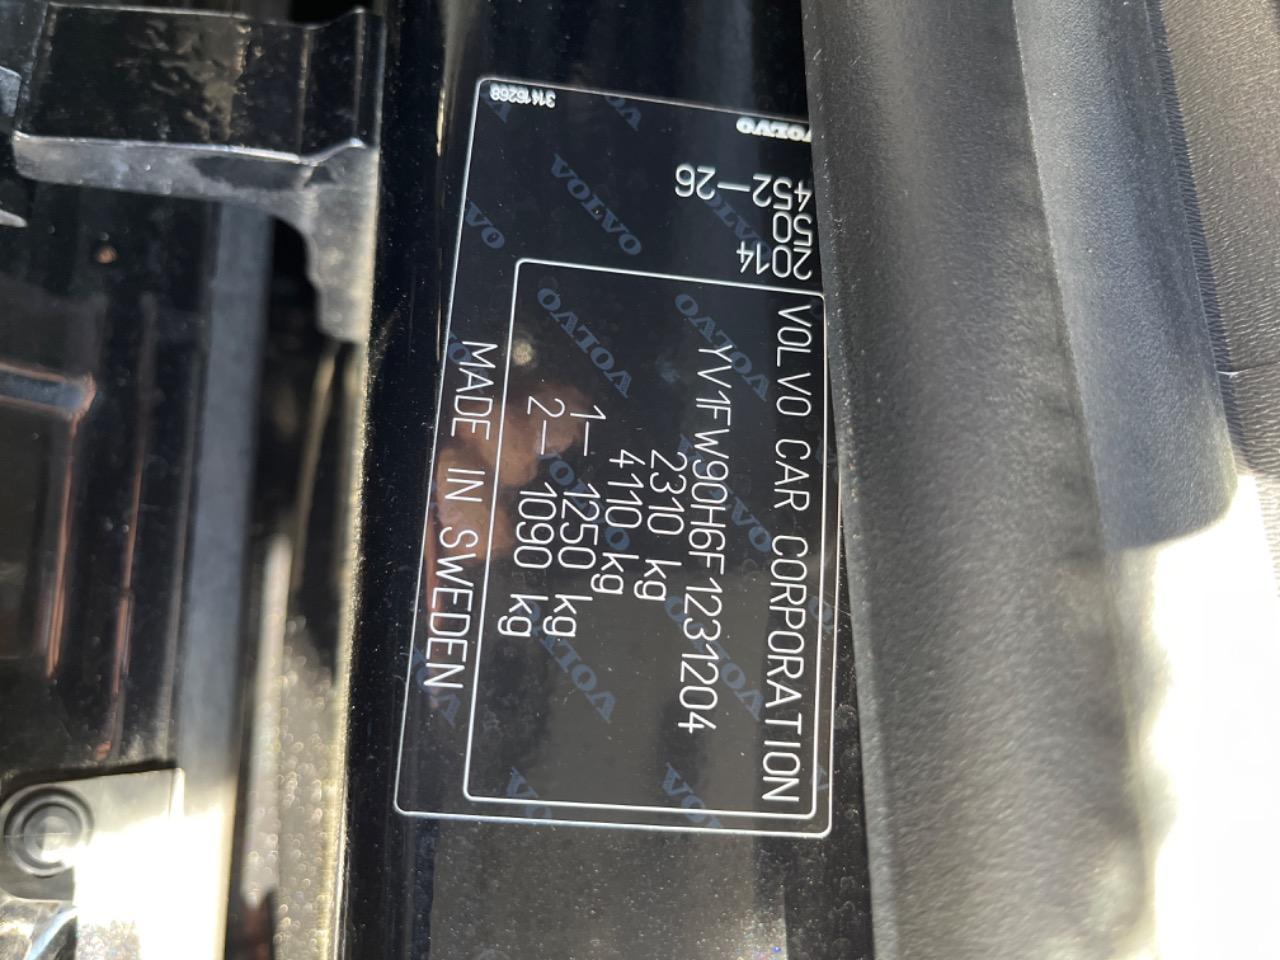 VOLVO CAR CORPORATION
YV1FW90H6F1231204
2310 kg
4110 kg
1— 1250 kg
2— 1090 kg
MADE IN SWEDEN
VOLVO
452—26
25500
2014
31416268